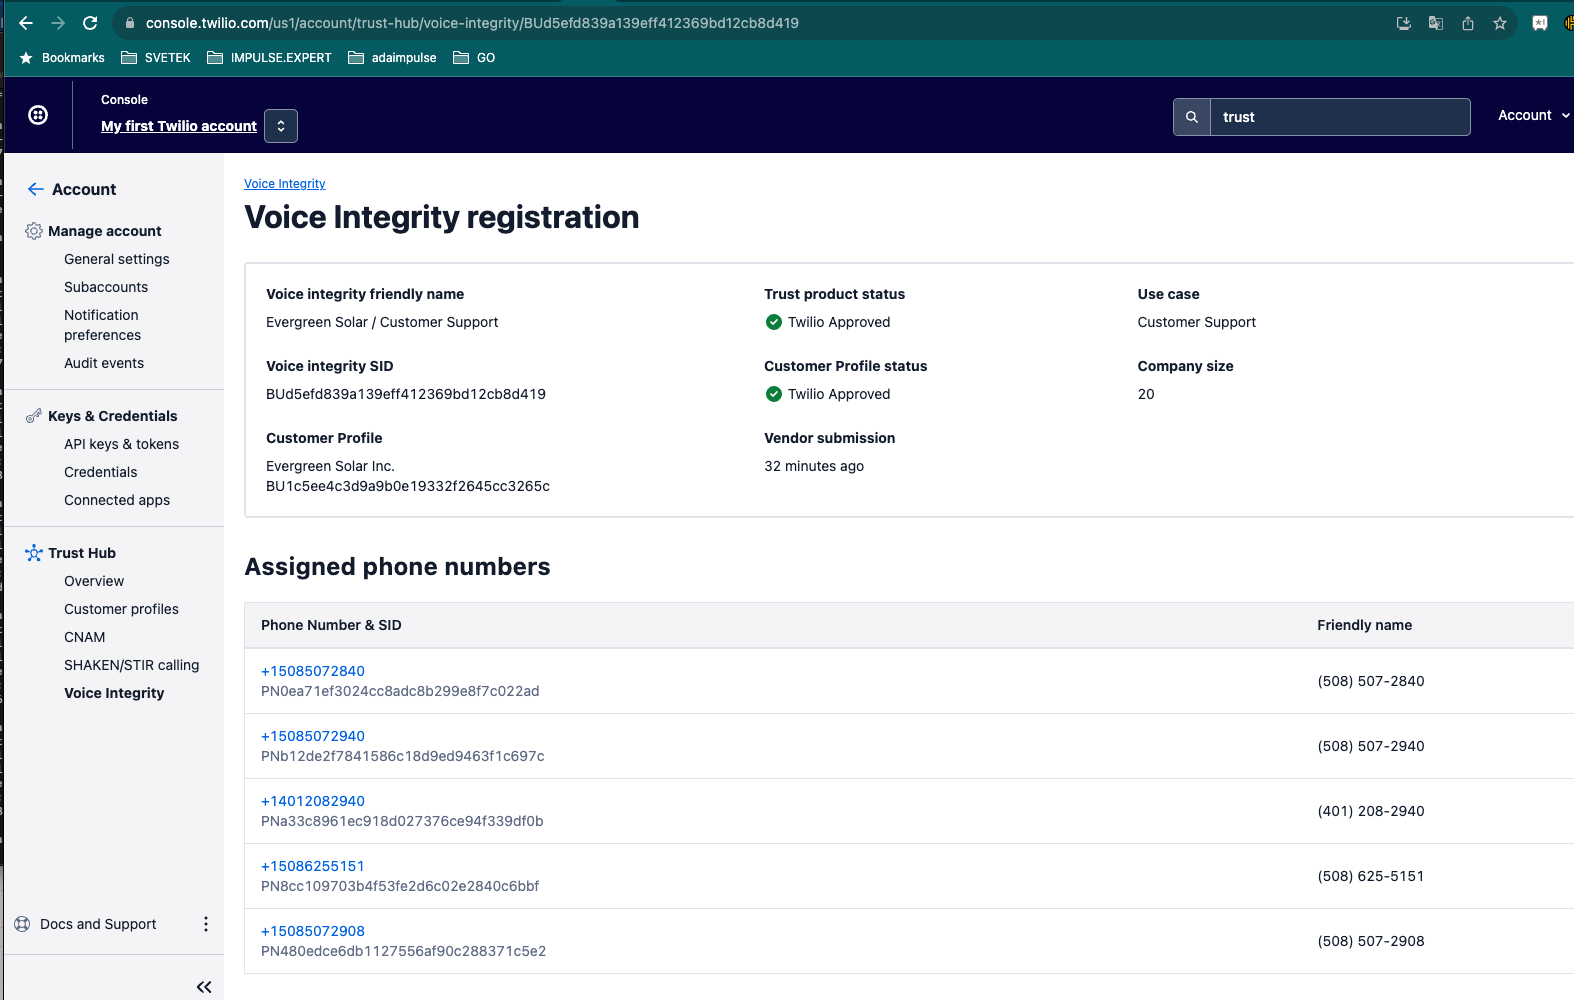 console.twilio.com/us1/account/trust-hub/voice-integrity/BUd5efd839a139eff412369bd12cb8d419
Bookmarks SVETEK IMPULSE.EXPERT adaimpulse GO
Console
My first Twilio account
trust
Account
Account
Manage account
General settings
Subaccounts
Notification
preferences
Audit events
Keys & Credentials
API keys & tokens
Credentials
Connected apps
Trust Hub
Overview
Customer profiles
CNAM
SHAKEN/STIR calling
Voice Integrity
Docs and Support
Voice Integrity
Voice Integrity registration
Voice integrity friendly name
Evergreen Solar / Customer Support
Trust product status
Twilio Approved
Use case
Customer Support
Voice integrity SID
BUd5efd839a139eff412369bd12cb8d419
Customer Profile status
Twilio Approved
Company size
20
Customer Profile
Evergreen Solar Inc.
BU1c5ee4c3d9a9b0e19332f2645cc3265c
Vendor submission
32 minutes ago
Assigned phone numbers
Phone Number & SID Friendly name
+15085072840
PN0ea71ef3024cc8adc8b299e8f7c022ad
(508) 507-2840
+15085072940
PNb12de2f7841586c18d9ed9463f1c697c
(508) 507-2940
+14012082940
PNa33c8961ec918d027376ce94f339df0b
(401) 208-2940
+15086255151
PN8cc109703b4f53fe2d6c02e2840c6bbf
(508) 625-5151
+15085072908
PN480edce6db1127556af90c288371c5e2
(508) 507-2908